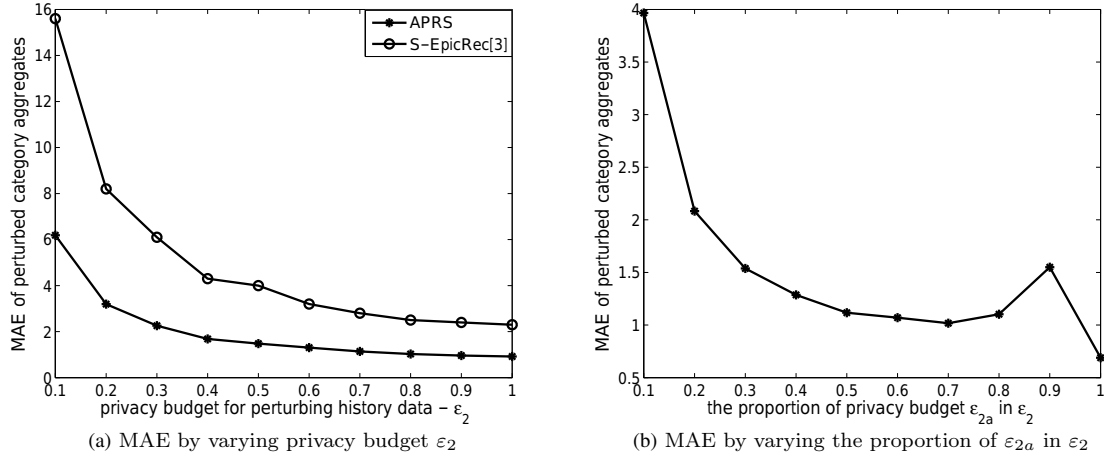 16
14
12
10
8
6
4
2
0
MAE of perturbed category aggregates
APRS
S−EpicRec[3]
0.1 0.2 0.3 0.4 0.5 0.6 0.7 0.8 0.9 1
privacy budget for perturbing history data − ε2
(a) MAE by varying privacy budget ε2
4
3.5
3
2.5
2
1.5
1
0.5
MAE of perturbed category aggregates
0.1 0.2 0.3 0.4 0.5 0.6 0.7 0.8 0.9 1
the proportion of privacy budget ε2a in ε2
(b) MAE by varying the proportion of ε2a in ε2